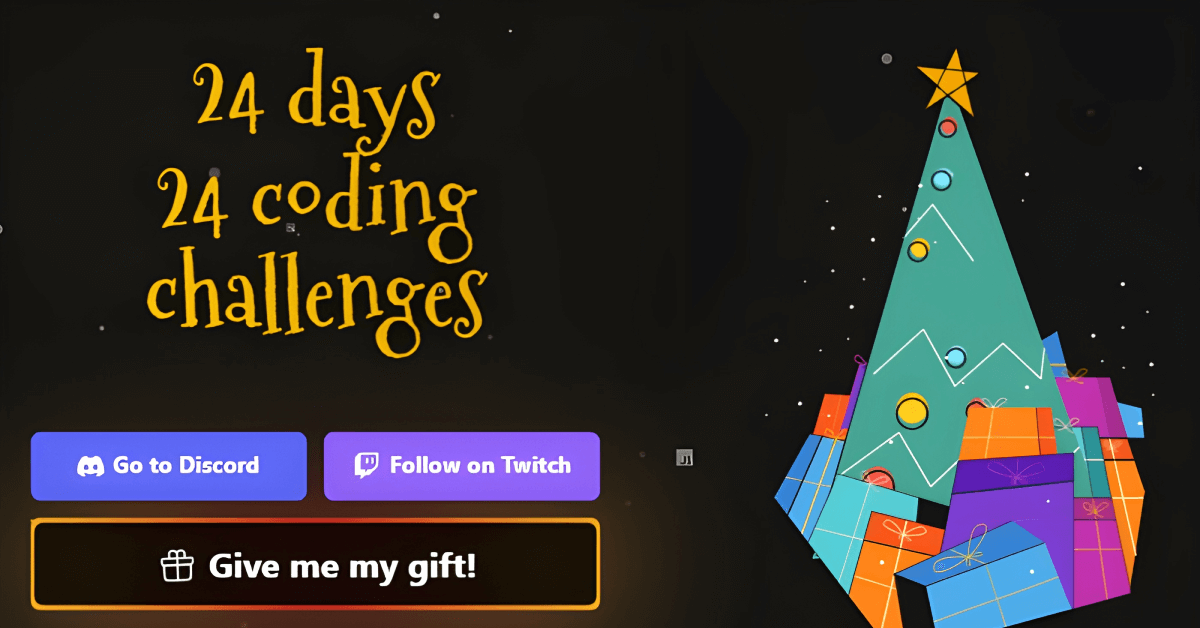 24 days
24 coding
challenges
Go to Discord
Follow on Twitch
Give me my gift!